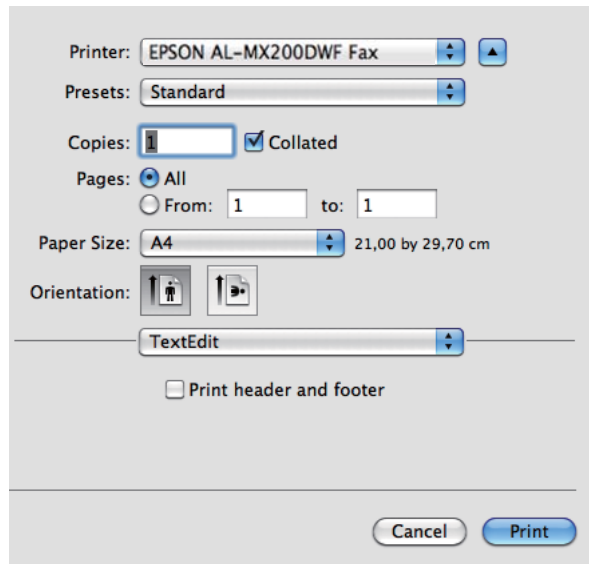 Printer: EPSON AL-MX200DWF Fax
Presets: Standard
Copies: 1 Collated
Pages: All
From: 1 to: 1
Paper Size: A4 21,00 by 29,70 cm
Orientation:
TextEdit
Print header and footer
Cancel Print